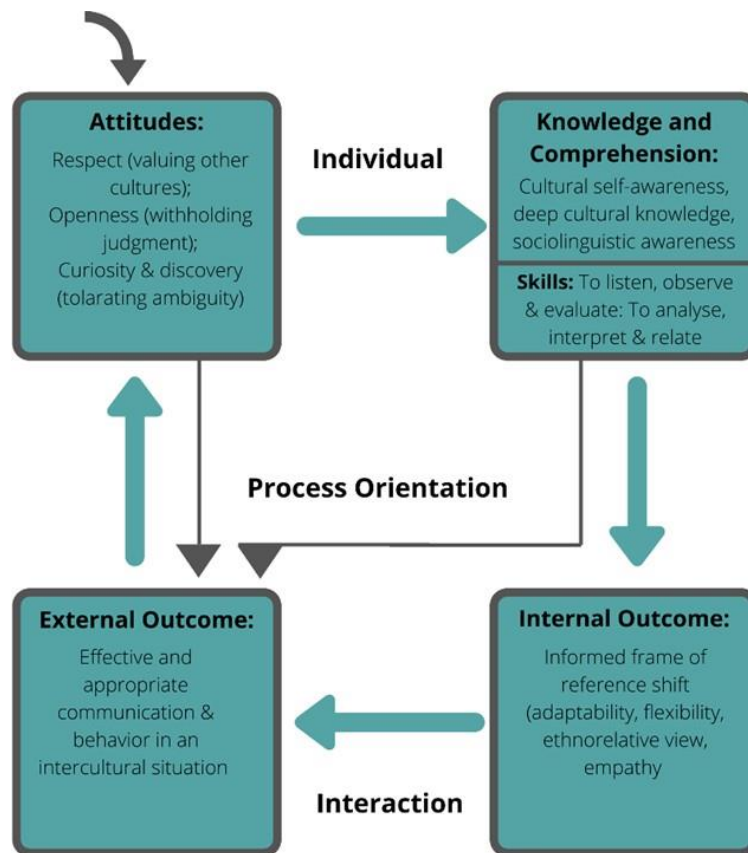 Attitudes:
Respect (valuing other
cultures);
Openness (withholding
judgment);
Curiosity & discovery
(tolarating ambiguity)
Individual
Knowledge and
Comprehension:
Cultural self-awareness,
deep cultural knowledge,
sociolinguistic awareness
Skills: To listen, observe
& evaluate: To analyse,
interpret & relate
Process Orientation
External Outcome:
Effective and
appropriate
communication &
behavior in an
intercultural situation
Interaction
Internal Outcome:
Informed frame of
reference shift
(adaptability, flexibility,
ethnorelative view,
empathy